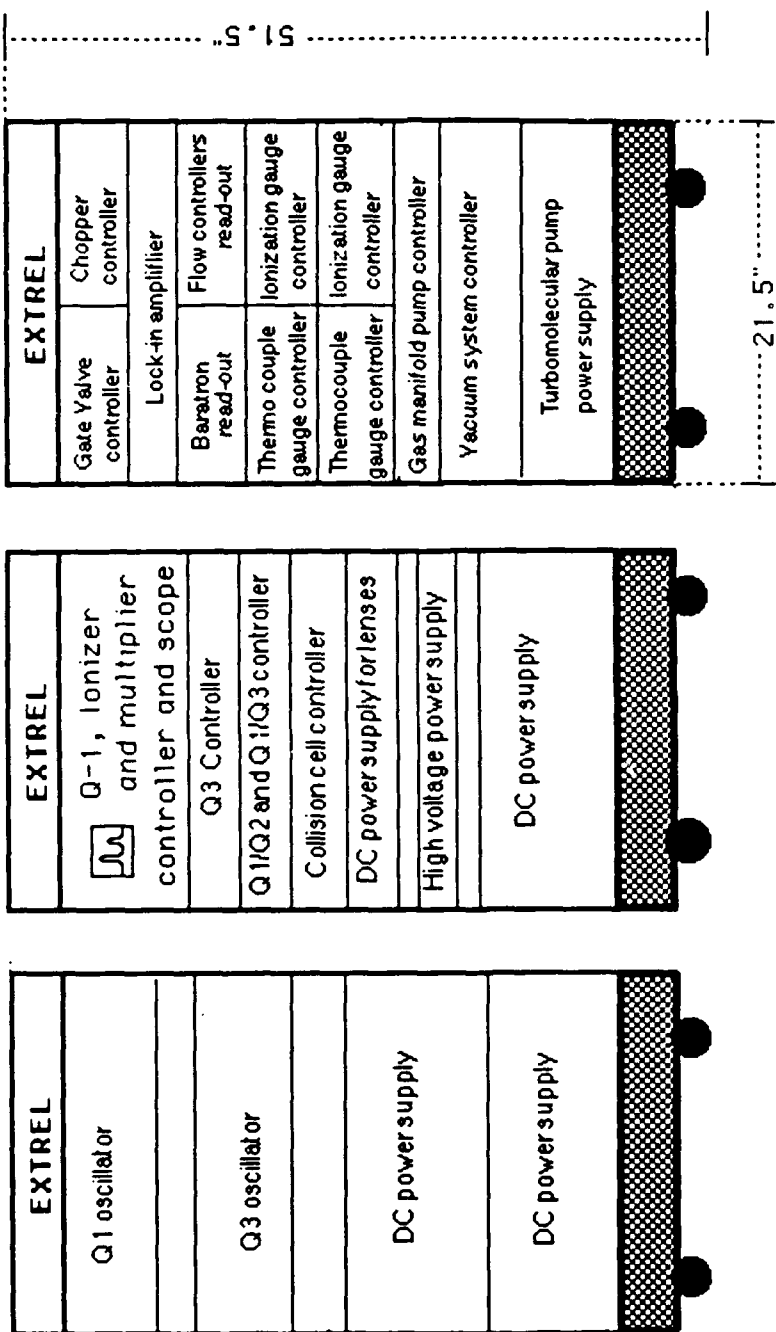 EXTREL
Q1 oscillator
Q3 oscillator
DC power supply
DC power supply
EXTREL
Q-1, Ionizer
and multiplier
controller and scope
Q3 Controller
Q1/Q2 and Q1/Q3 controller
Collision cell controller
DC power supply for lenses
High voltage power supply
DC power supply
EXTREL
Gate Yalve
controller
Chopper
controller
Lock-in amplifier
Baratron
read-out
Flow controllers
read-out
Thermo couple
gauge controller
Ionization gauge
controller
Thermocouple
gauge controller
Ionization gauge
controller
Gas manifold pump controller
Yacuum system controller
Turbomolecular pump
power supply
51.5"
21.5"